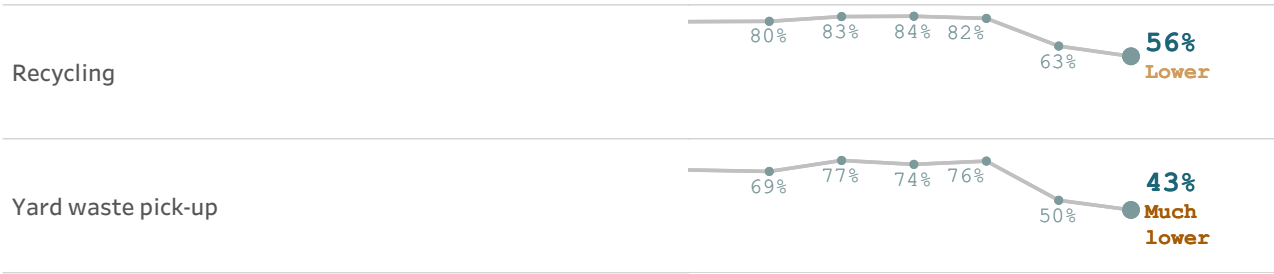 Recycling
80% 83% 84% 82% 63% 56%
Lower
Yard waste pick-up
69% 77% 74% 76% 50% 43%
Much
lower